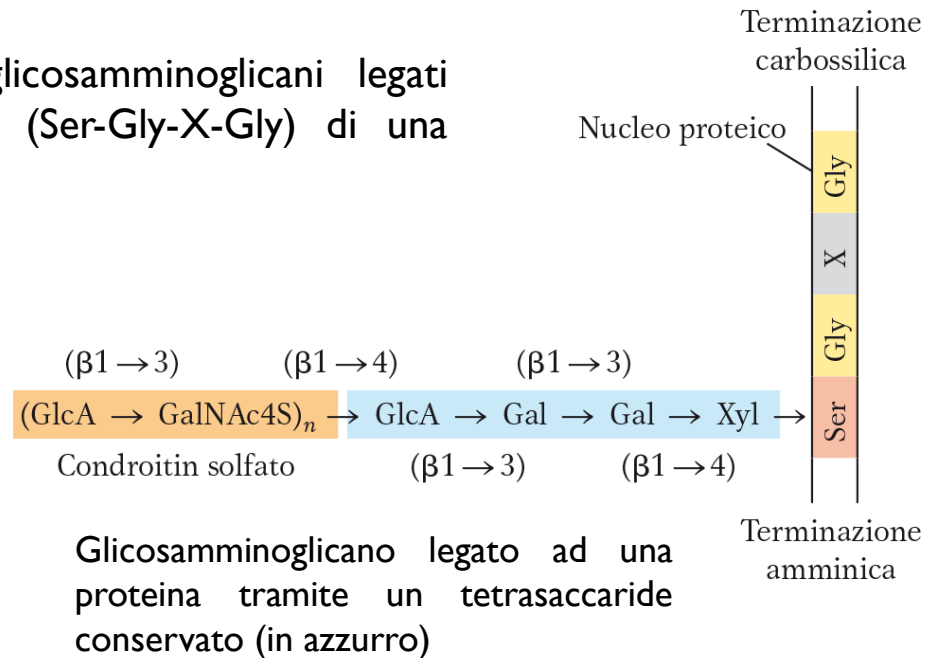 glicosamminoglicani legati
(Ser-Gly-X-Gly) di una
Terminazione
carbossilica
Nucleo proteico
Gly
X
Gly
Ser
(β1 → 3) (β1 → 4) (β1 → 3)
(GlcA → GalNAc4S)n → GlcA → Gal → Gal → Xyl →
Condroitin solfato (β1 → 3) (β1 → 4)
Terminazione
amminica
Glicosamminoglicano legato ad una
proteina tramite un tetrasaccaride
conservato (in azzurro)